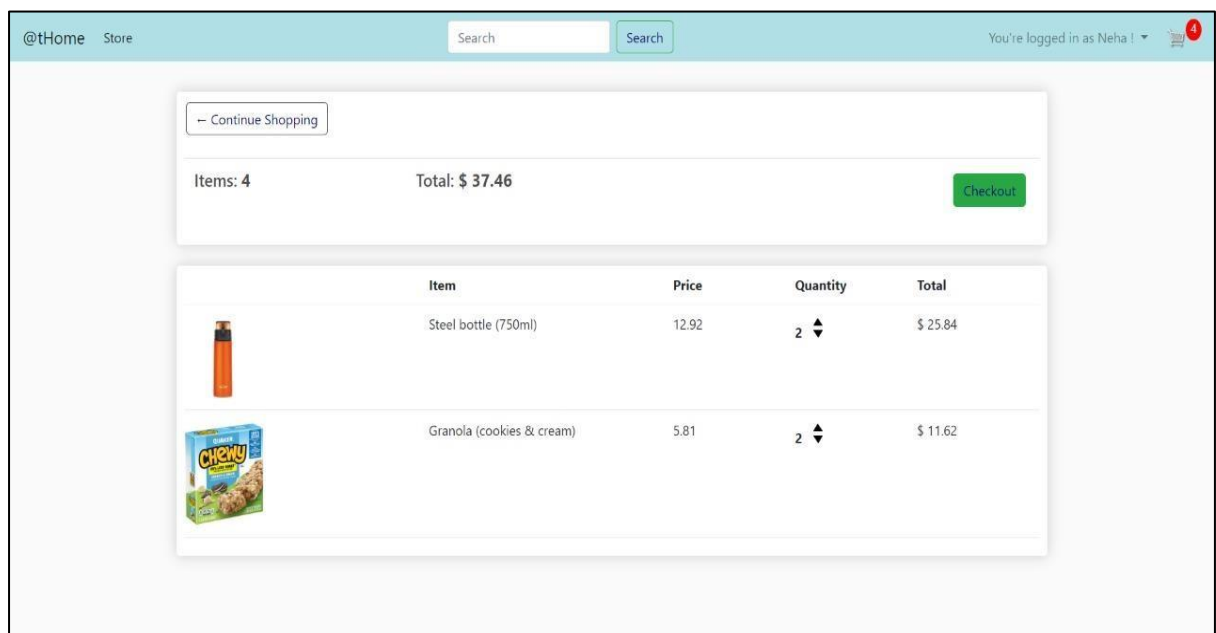 @tHome Store Search Search You're logged in as Neha ! 4
← Continue Shopping
Items: 4 Total: $ 37.46 Checkout
Item Price Quantity Total
Steel bottle (750ml) 12.92 2 $ 25.84
Granola (cookies & cream) 5.81 2 $ 11.62
QUAKER
CHEWY